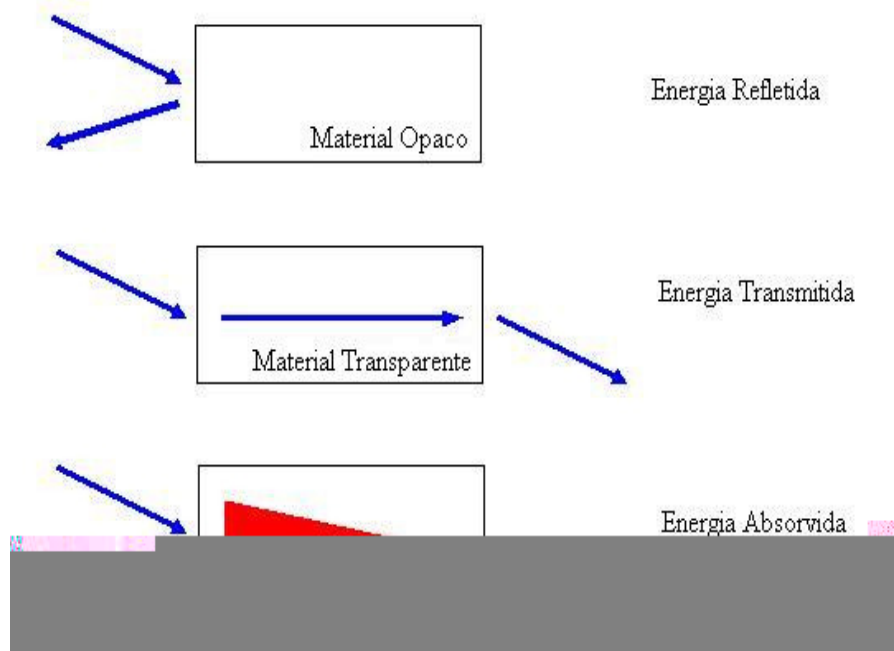 Energia Refletida
Material Opaco
Energia Transmitida
Material Transparente
Energia Absorvida